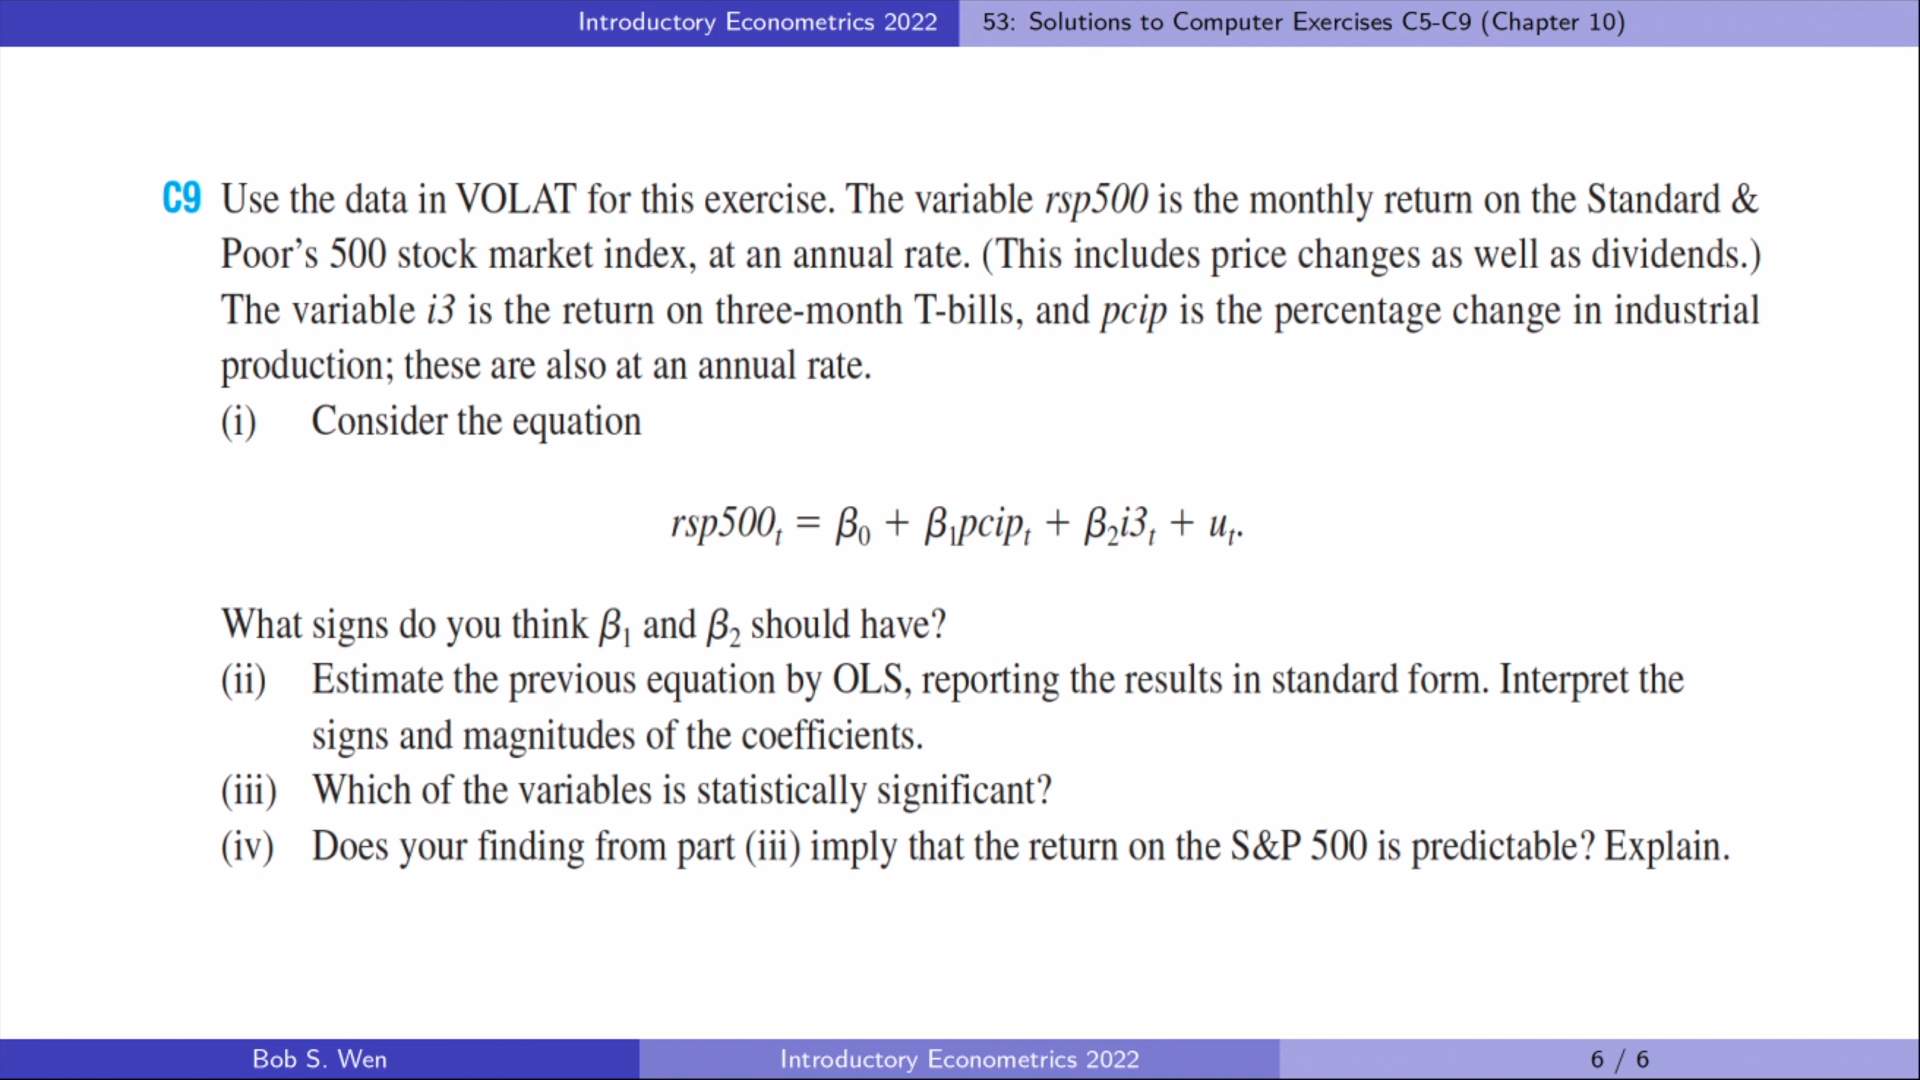 Introductory Econometrics 2022 53: Solutions to Computer Exercises C5-C9 (Chapter 10)
C9 Use the data in VOLAT for this exercise. The variable rsp500 is the monthly return on the Standard &
Poor’s 500 stock market index, at an annual rate. (This includes price changes as well as dividends.)
The variable i3 is the return on three-month T-bills, and pcip is the percentage change in industrial
production; these are also at an annual rate.
(i) Consider the equation
rsp500ₜ = β₀ + β₁pcipₜ + β₂i3ₜ + uₜ.
What signs do you think β₁ and β₂ should have?
(ii) Estimate the previous equation by OLS, reporting the results in standard form. Interpret the
signs and magnitudes of the coefficients.
(iii) Which of the variables is statistically significant?
(iv) Does your finding from part (iii) imply that the return on the S&P 500 is predictable? Explain.
Bob S. Wen Introductory Econometrics 2022 6 / 6